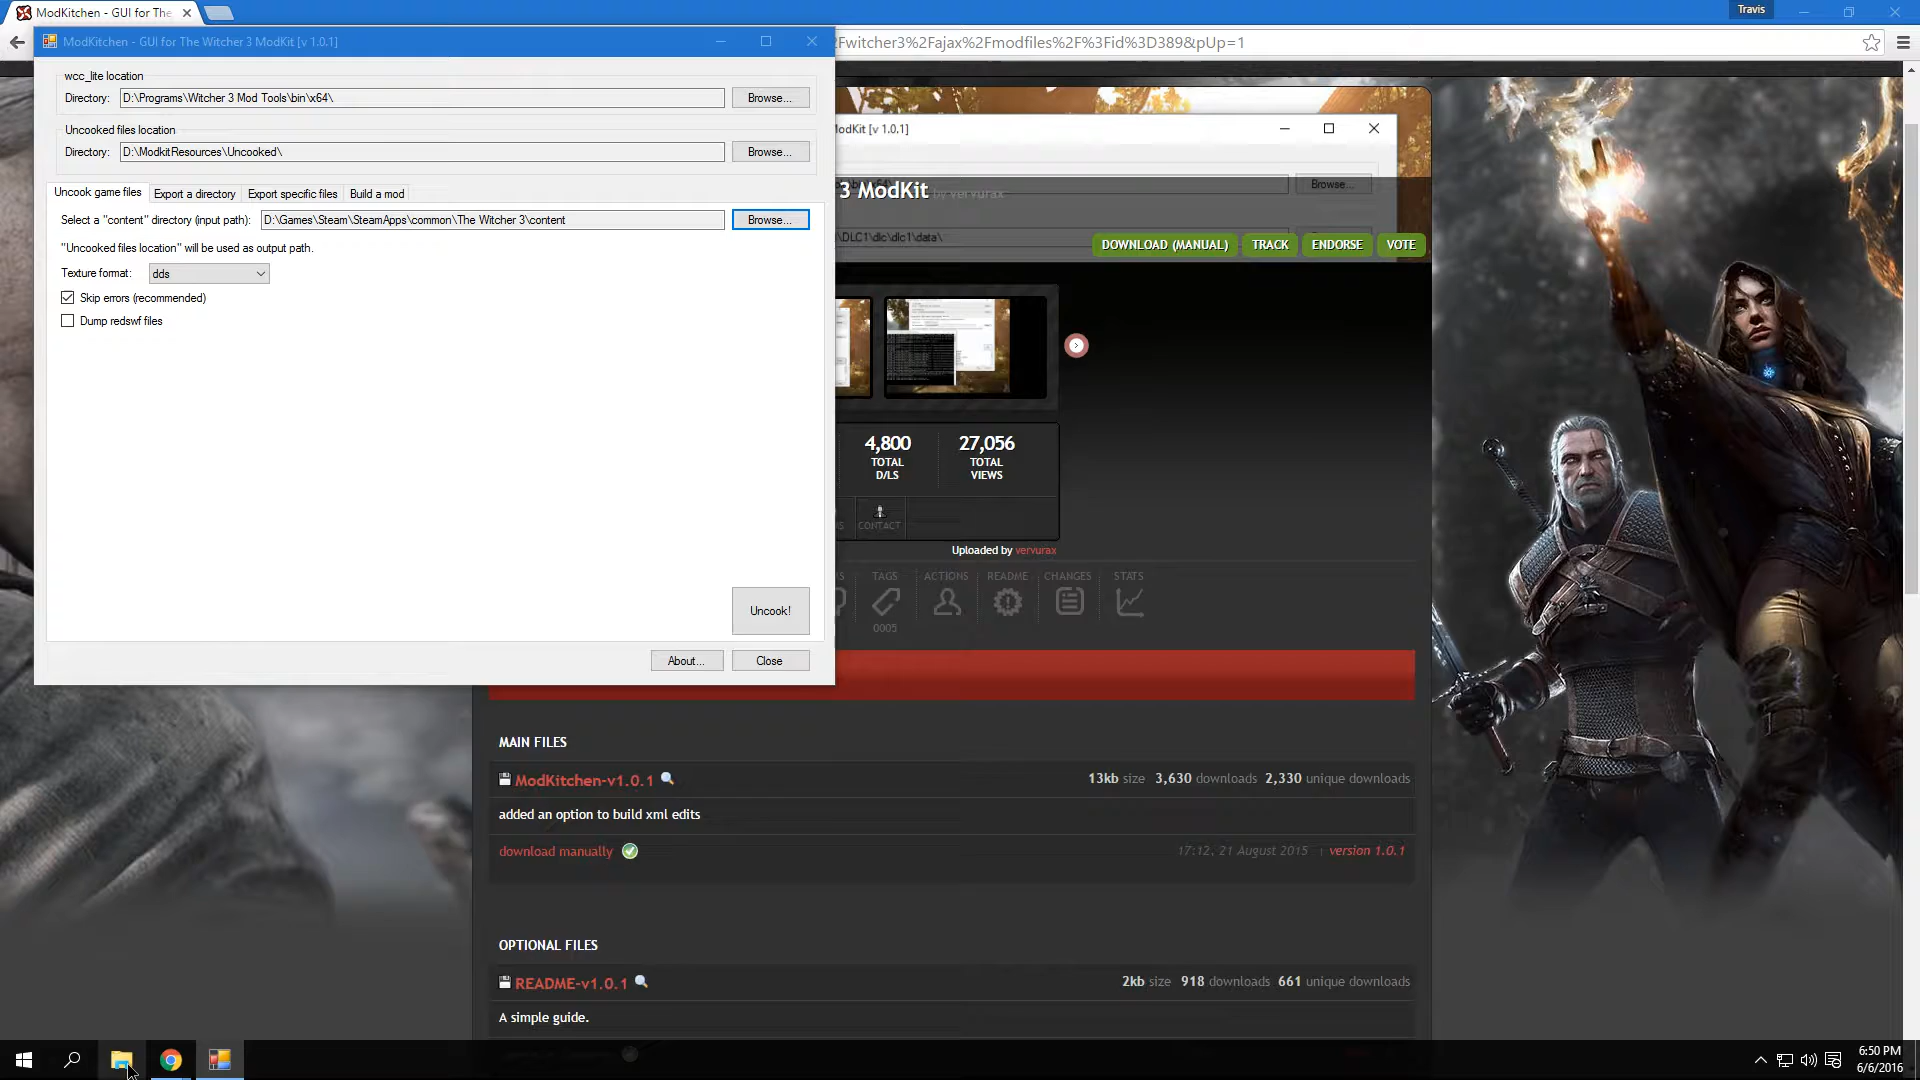 ModKitchen - GUI for The
Travis
ModKitchen - GUI for The Witcher 3 ModKit [v 1.0.1]
Fwitcher3%2Fajax%2Fmodfiles%2F%3Fid%3D389&pUp=1
wcc_lite location
Directory: D:\Programs\Witcher 3 Mod Tools\bin\x64\ Browse...
Uncooked files location
Directory: D:\ModkitResources\Uncooked\ Browse...
Uncook game files Export a directory Export specific files Build a mod
Select a "content" directory (input path): D:\Games\Steam\SteamApps\common\The Witcher 3\content Browse...
"Uncooked files location" will be used as output path.
Texture format: dds
Skip errors (recommended)
Dump redswf files
Uncook!
About... Close
ModKit [v 1.0.1]
Browse...
3 ModKit by vervurax
\DLC1\dlc\dlc1\data\
DOWNLOAD (MANUAL) TRACK ENDORSE VOTE
4,800 27,056
TOTAL TOTAL
D/LS VIEWS
CONTACT
Uploaded by vervurax
TAGS ACTIONS README CHANGES STATS
0005
MAIN FILES
ModKitchen-v1.0.1 13kb size 3,630 downloads 2,330 unique downloads
added an option to build xml edits
download manually 17:12, 21 August 2015 | version 1.0.1
OPTIONAL FILES
README-v1.0.1 2kb size 918 downloads 661 unique downloads
A simple guide.
6:50 PM
6/6/2016